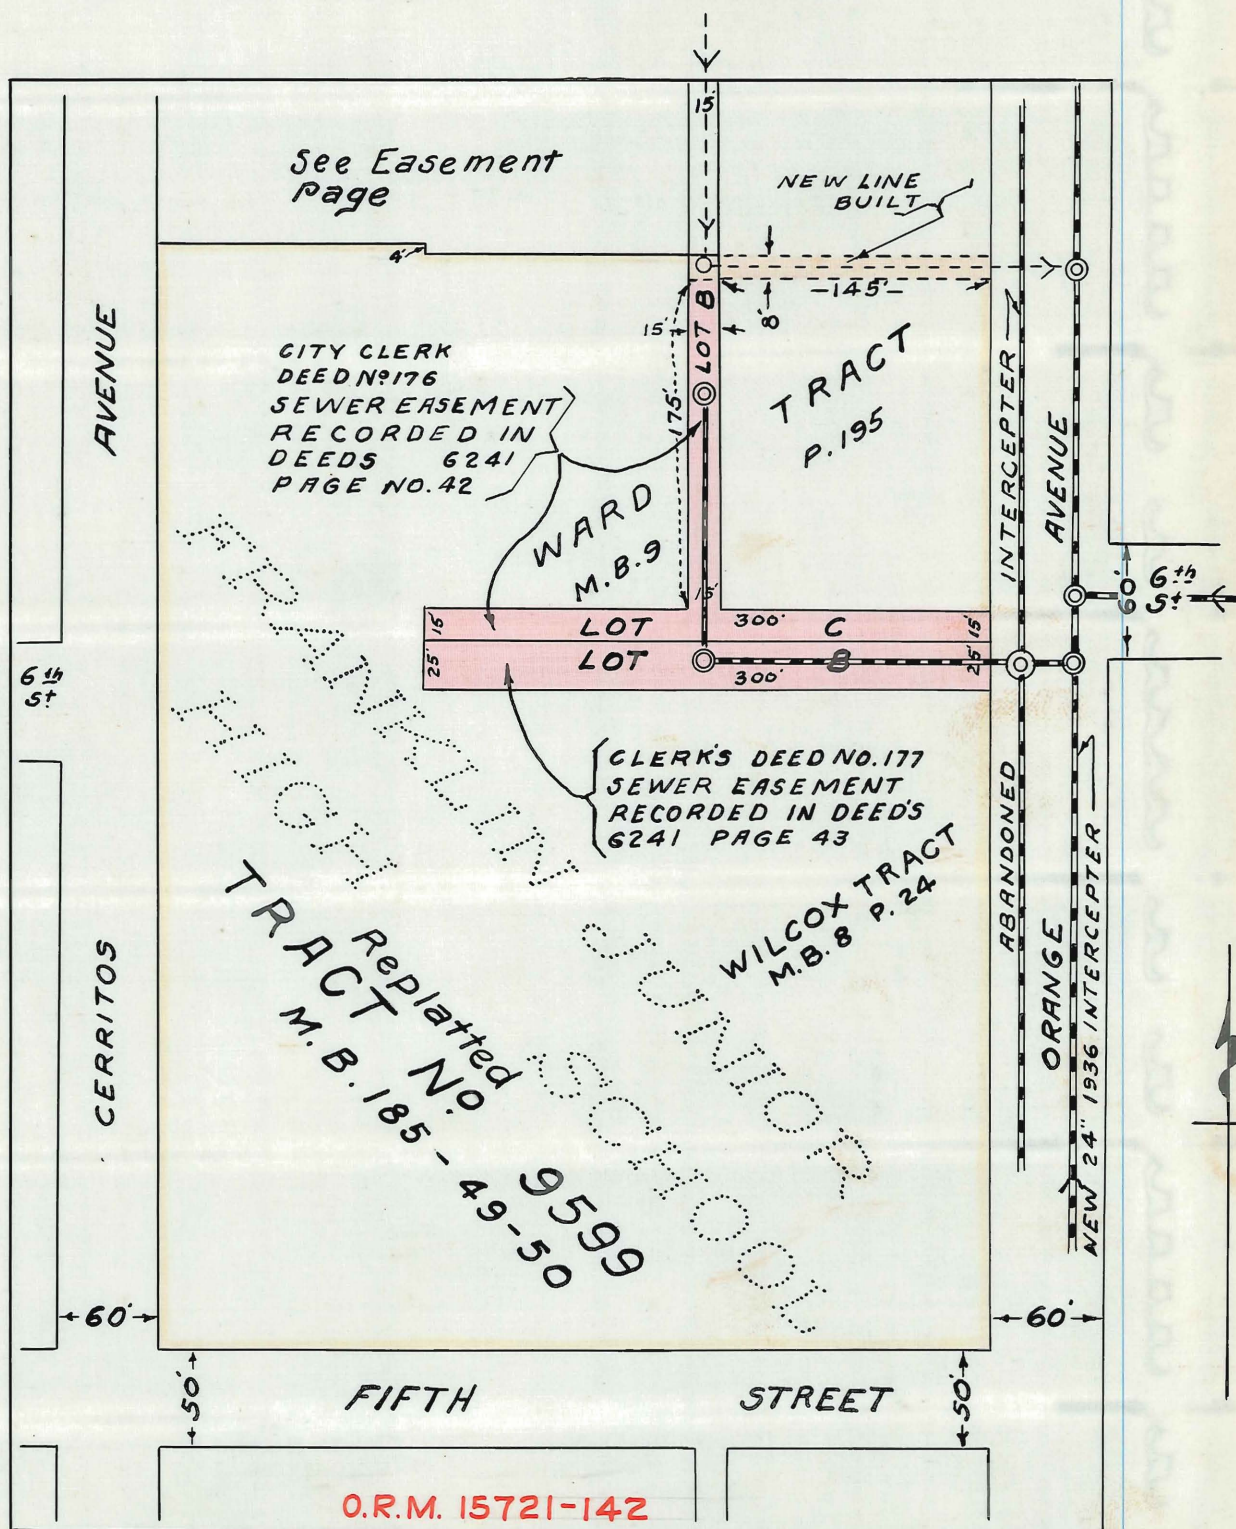 15'
See Easement
Page
NEW LINE
BUILT
4'
-145'-
8'
15'
LOT B
175'
15'
AVENUE
CITY CLERK
DEED Nº 176
SEWER EASEMENT
RECORDED IN
DEEDS 6241
PAGE NO. 42
TRACT
P. 195
WARD
M.B. 9
INTERCEPTER
AVENUE
60'
6th
St
15'
LOT 300' C
15'
25'
LOT B
300'
25'
6th
St
FRANKLIN JUNIOR
HIGH SCHOOL
CLERK'S DEED NO. 177
SEWER EASEMENT
RECORDED IN DEED'S
6241 PAGE 43
WILCOX TRACT
M.B. 8 P. 24
ABANDONED
ORANGE
NEW 24" 1936 INTERCEPTER
CERRITOS
Replatted
TRACT No. 9599
M.B. 185-49-50
60'
60'
50'
FIFTH STREET
50'
O.R.M. 15721-142